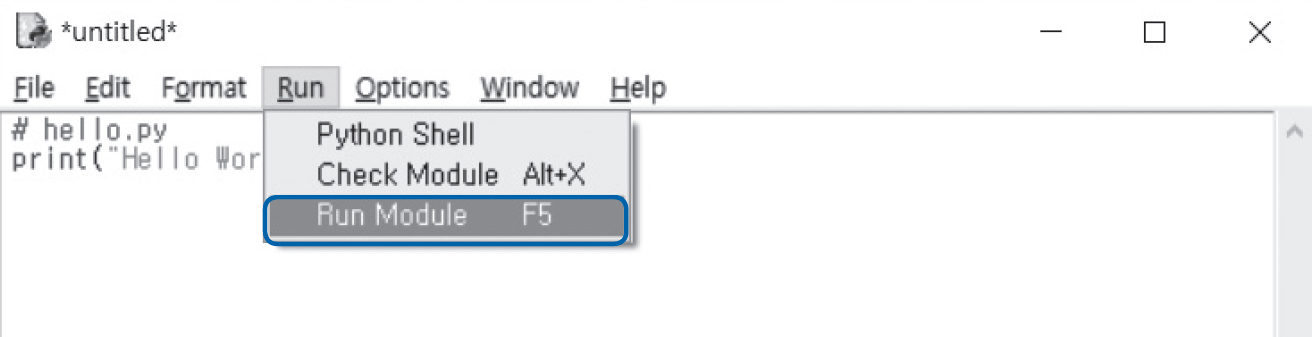 *untitled*
File Edit Format Run Options Window Help
# hello.py
print("Hello Wor
Python Shell
Check Module Alt+X
Run Module F5